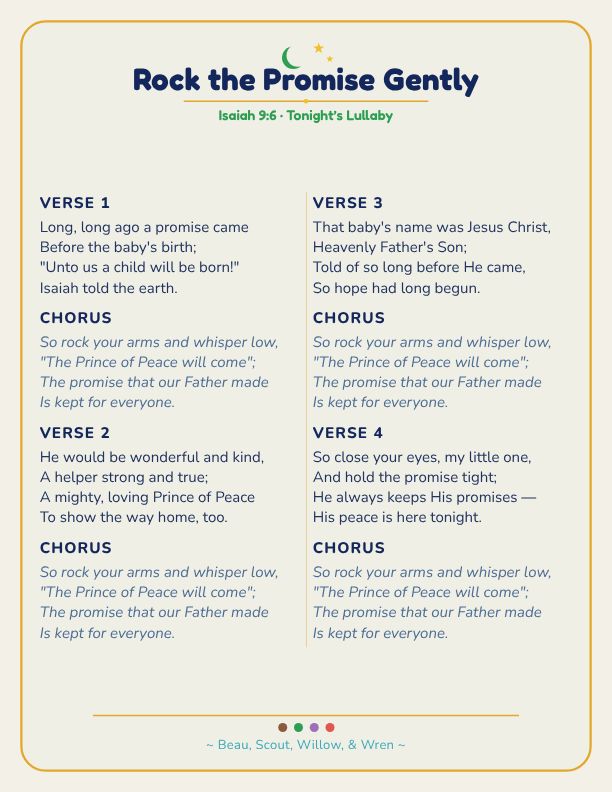 Rock the Promise Gently
Isaiah 9:6 · Tonight's Lullaby
VERSE 1
Long, long ago a promise came
Before the baby's birth;
"Unto us a child will be born!"
Isaiah told the earth.
CHORUS
So rock your arms and whisper low,
"The Prince of Peace will come";
The promise that our Father made
Is kept for everyone.
VERSE 2
He would be wonderful and kind,
A helper strong and true;
A mighty, loving Prince of Peace
To show the way home, too.
CHORUS
So rock your arms and whisper low,
"The Prince of Peace will come";
The promise that our Father made
Is kept for everyone.
VERSE 3
That baby's name was Jesus Christ,
Heavenly Father's Son;
Told of so long before He came,
So hope had long begun.
CHORUS
So rock your arms and whisper low,
"The Prince of Peace will come";
The promise that our Father made
Is kept for everyone.
VERSE 4
So close your eyes, my little one,
And hold the promise tight;
He always keeps His promises —
His peace is here tonight.
CHORUS
So rock your arms and whisper low,
"The Prince of Peace will come";
The promise that our Father made
Is kept for everyone.
~ Beau, Scout, Willow, & Wren ~